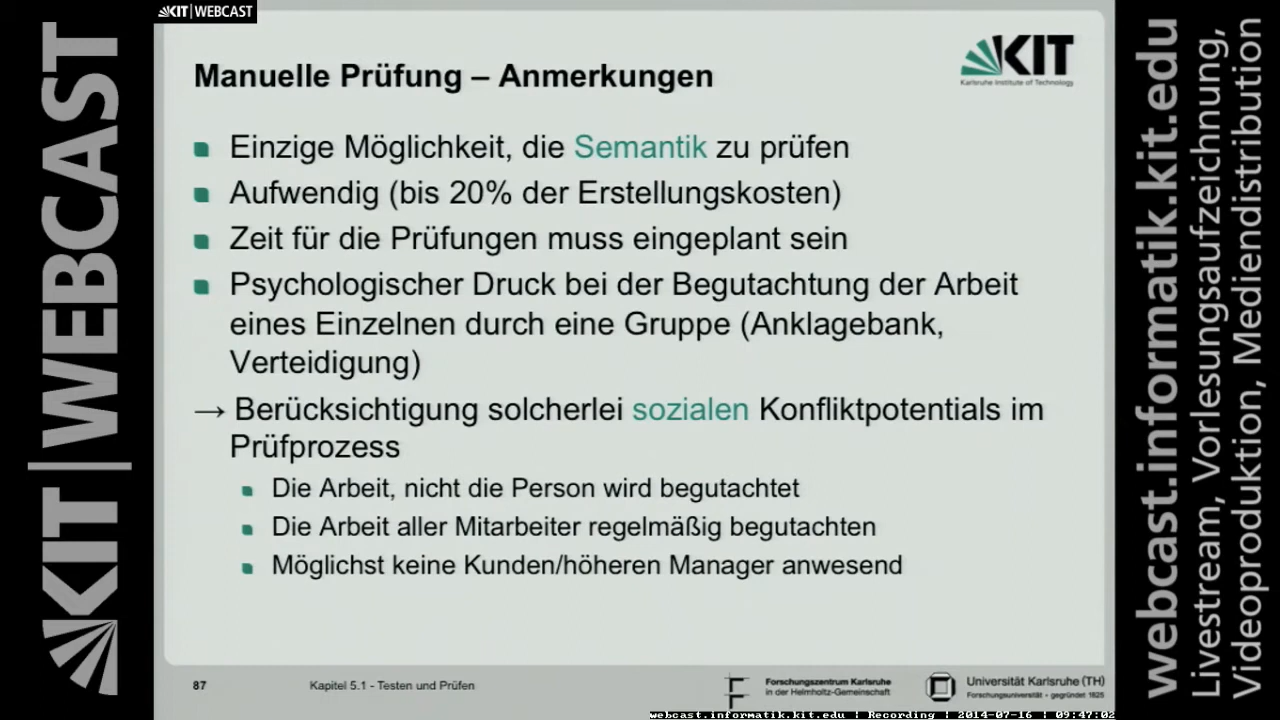 KIT | WEBCAST
KIT | WEBCAST
Manuelle Prüfung – Anmerkungen
KIT
Karlsruhe Institute of Technology
Einzige Möglichkeit, die Semantik zu prüfen
Aufwendig (bis 20% der Erstellungskosten)
Zeit für die Prüfungen muss eingeplant sein
Psychologischer Druck bei der Begutachtung der Arbeit
eines Einzelnen durch eine Gruppe (Anklagebank,
Verteidigung)
→ Berücksichtigung solcherlei sozialen Konfliktpotentials im
Prüfprozess
Die Arbeit, nicht die Person wird begutachtet
Die Arbeit aller Mitarbeiter regelmäßig begutachten
Möglichst keine Kunden/höheren Manager anwesend
87
Kapitel 5.1 - Testen und Prüfen
Forschungszentrum Karlsruhe
in der Helmholtz-Gemeinschaft
Universität Karlsruhe (TH)
Forschungsuniversität • gegründet 1825
webcast.informatik.kit.edu | Recording | 2014-07-16 | 09:47:02
webcast.informatik.kit.edu
Livestream, Vorlesungsaufzeichnung,
Videoproduktion, Mediendistribution